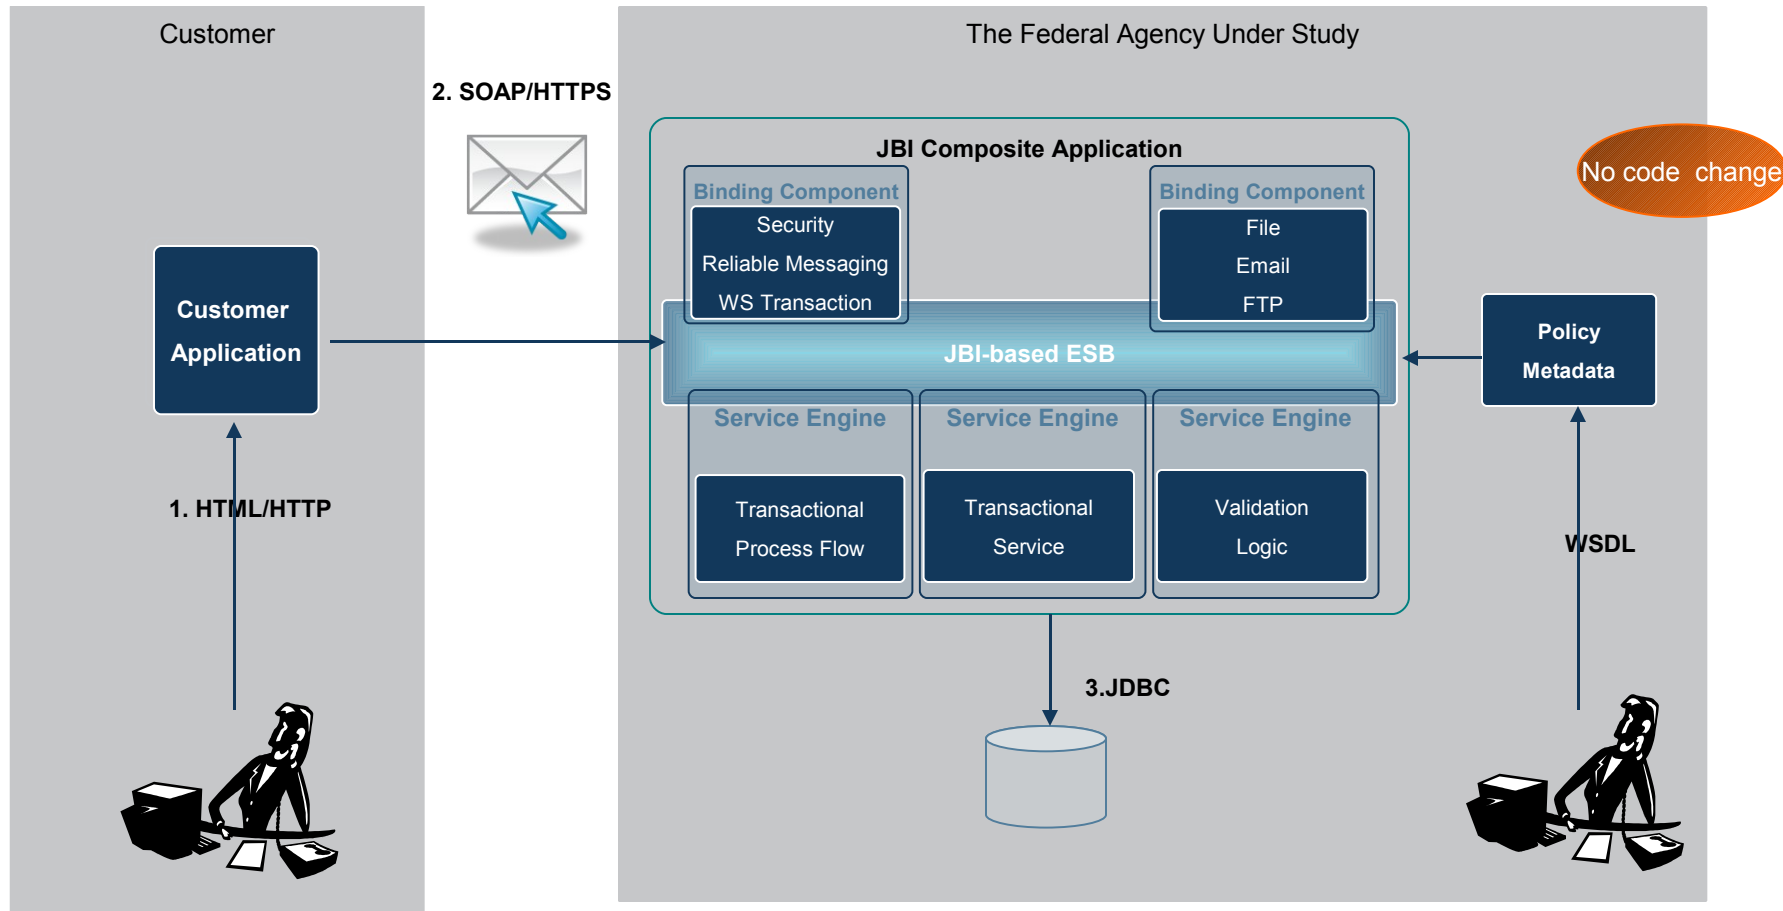 Customer
The Federal Agency Under Study
2. SOAP/HTTPS
JBI Composite Application
No code  change
Binding Component
Security
Reliable Messaging
WS Transaction
Binding Component
File
Email
FTP
Customer
Application
JBI-based ESB
Policy
Metadata
Service Engine
Service Engine
Service Engine
Transactional
Process Flow
Transactional
Service
Validation
Logic
1. HTML/HTTP
WSDL
3.JDBC